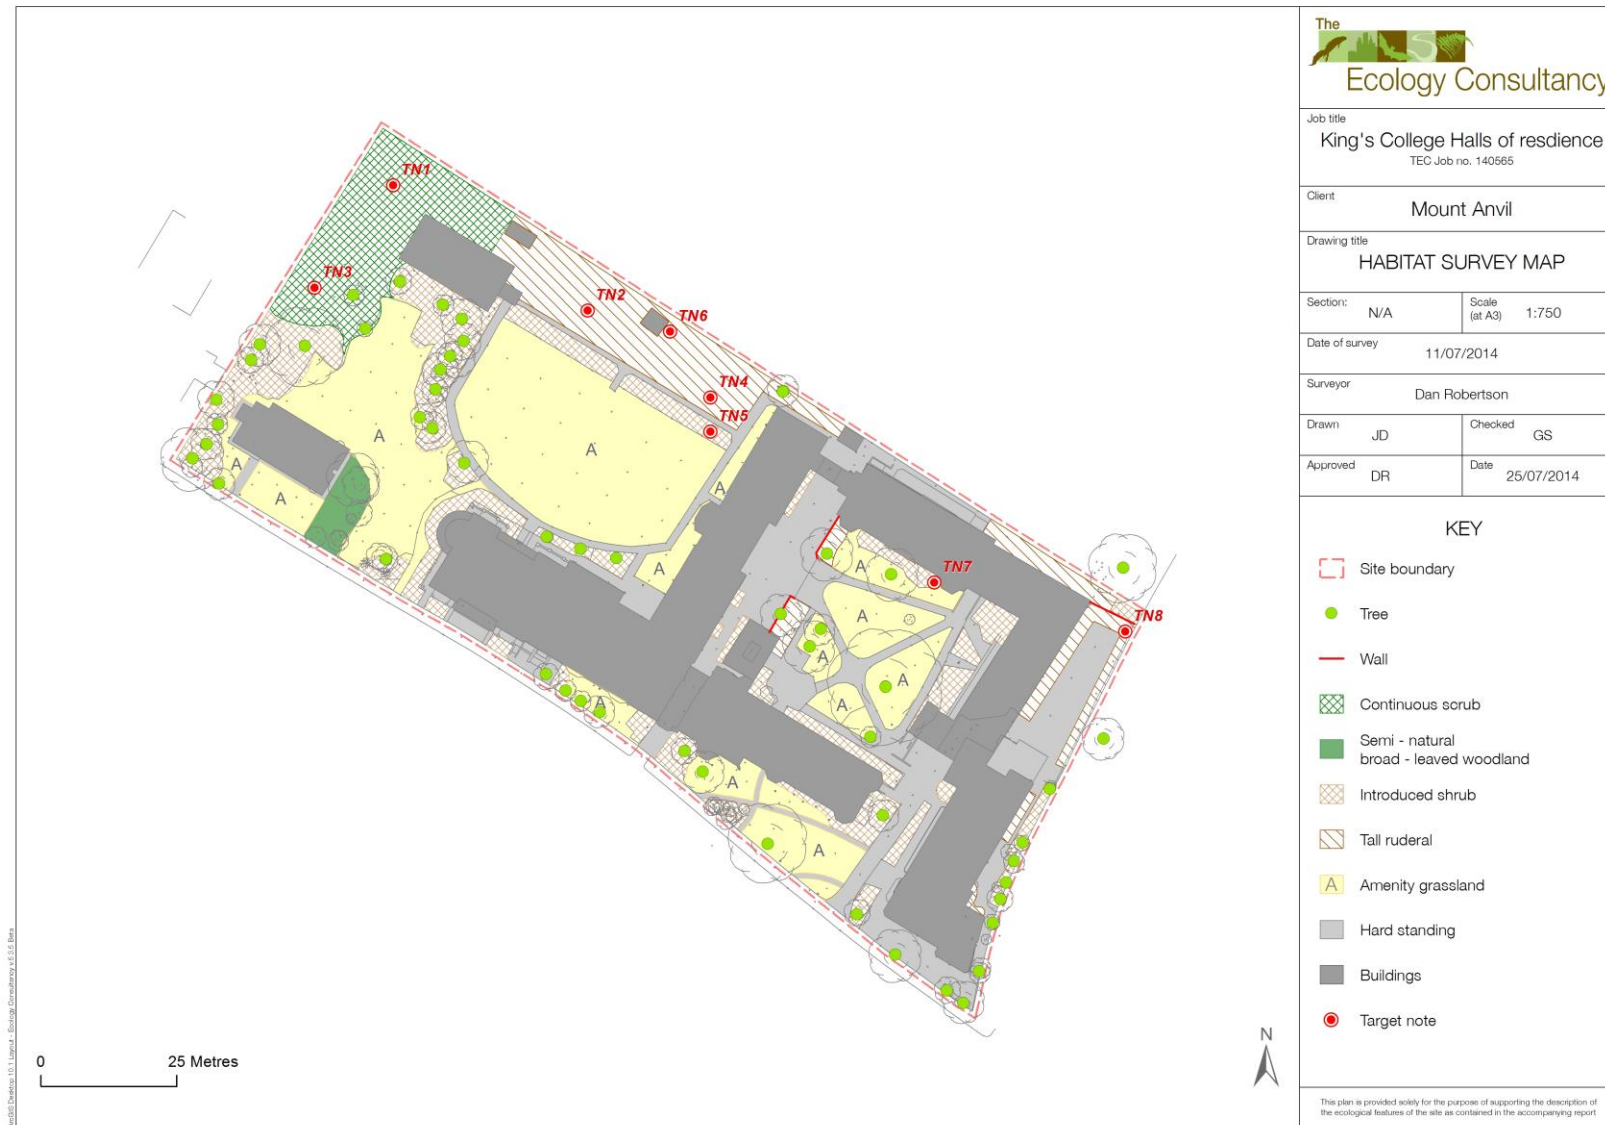 The
Ecology Consultancy
Job title
King's College Halls of resdience
TEC Job no. 140565
Client
Mount Anvil
Drawing title
HABITAT SURVEY MAP
Section:
N/A
Scale
(at A3)
1:750
Date of survey
11/07/2014
Surveyor
Dan Robertson
Drawn
JD
Checked
GS
Approved
DR
Date
25/07/2014
KEY
Site boundary
Tree
Wall
Continuous scrub
Semi - natural
broad - leaved woodland
Introduced shrub
Tall ruderal
A
Amenity grassland
Hard standing
Buildings
Target note
This plan is provided solely for the purpose of supporting the description of
the ecological features of the site as contained in the accompanying report
TN1
TN3
TN2
TN6
TN4
TN5
TN7
TN8
A
A
A
A
A
A
A
A
A
A
A
A
A
A
N
0
25 Metres